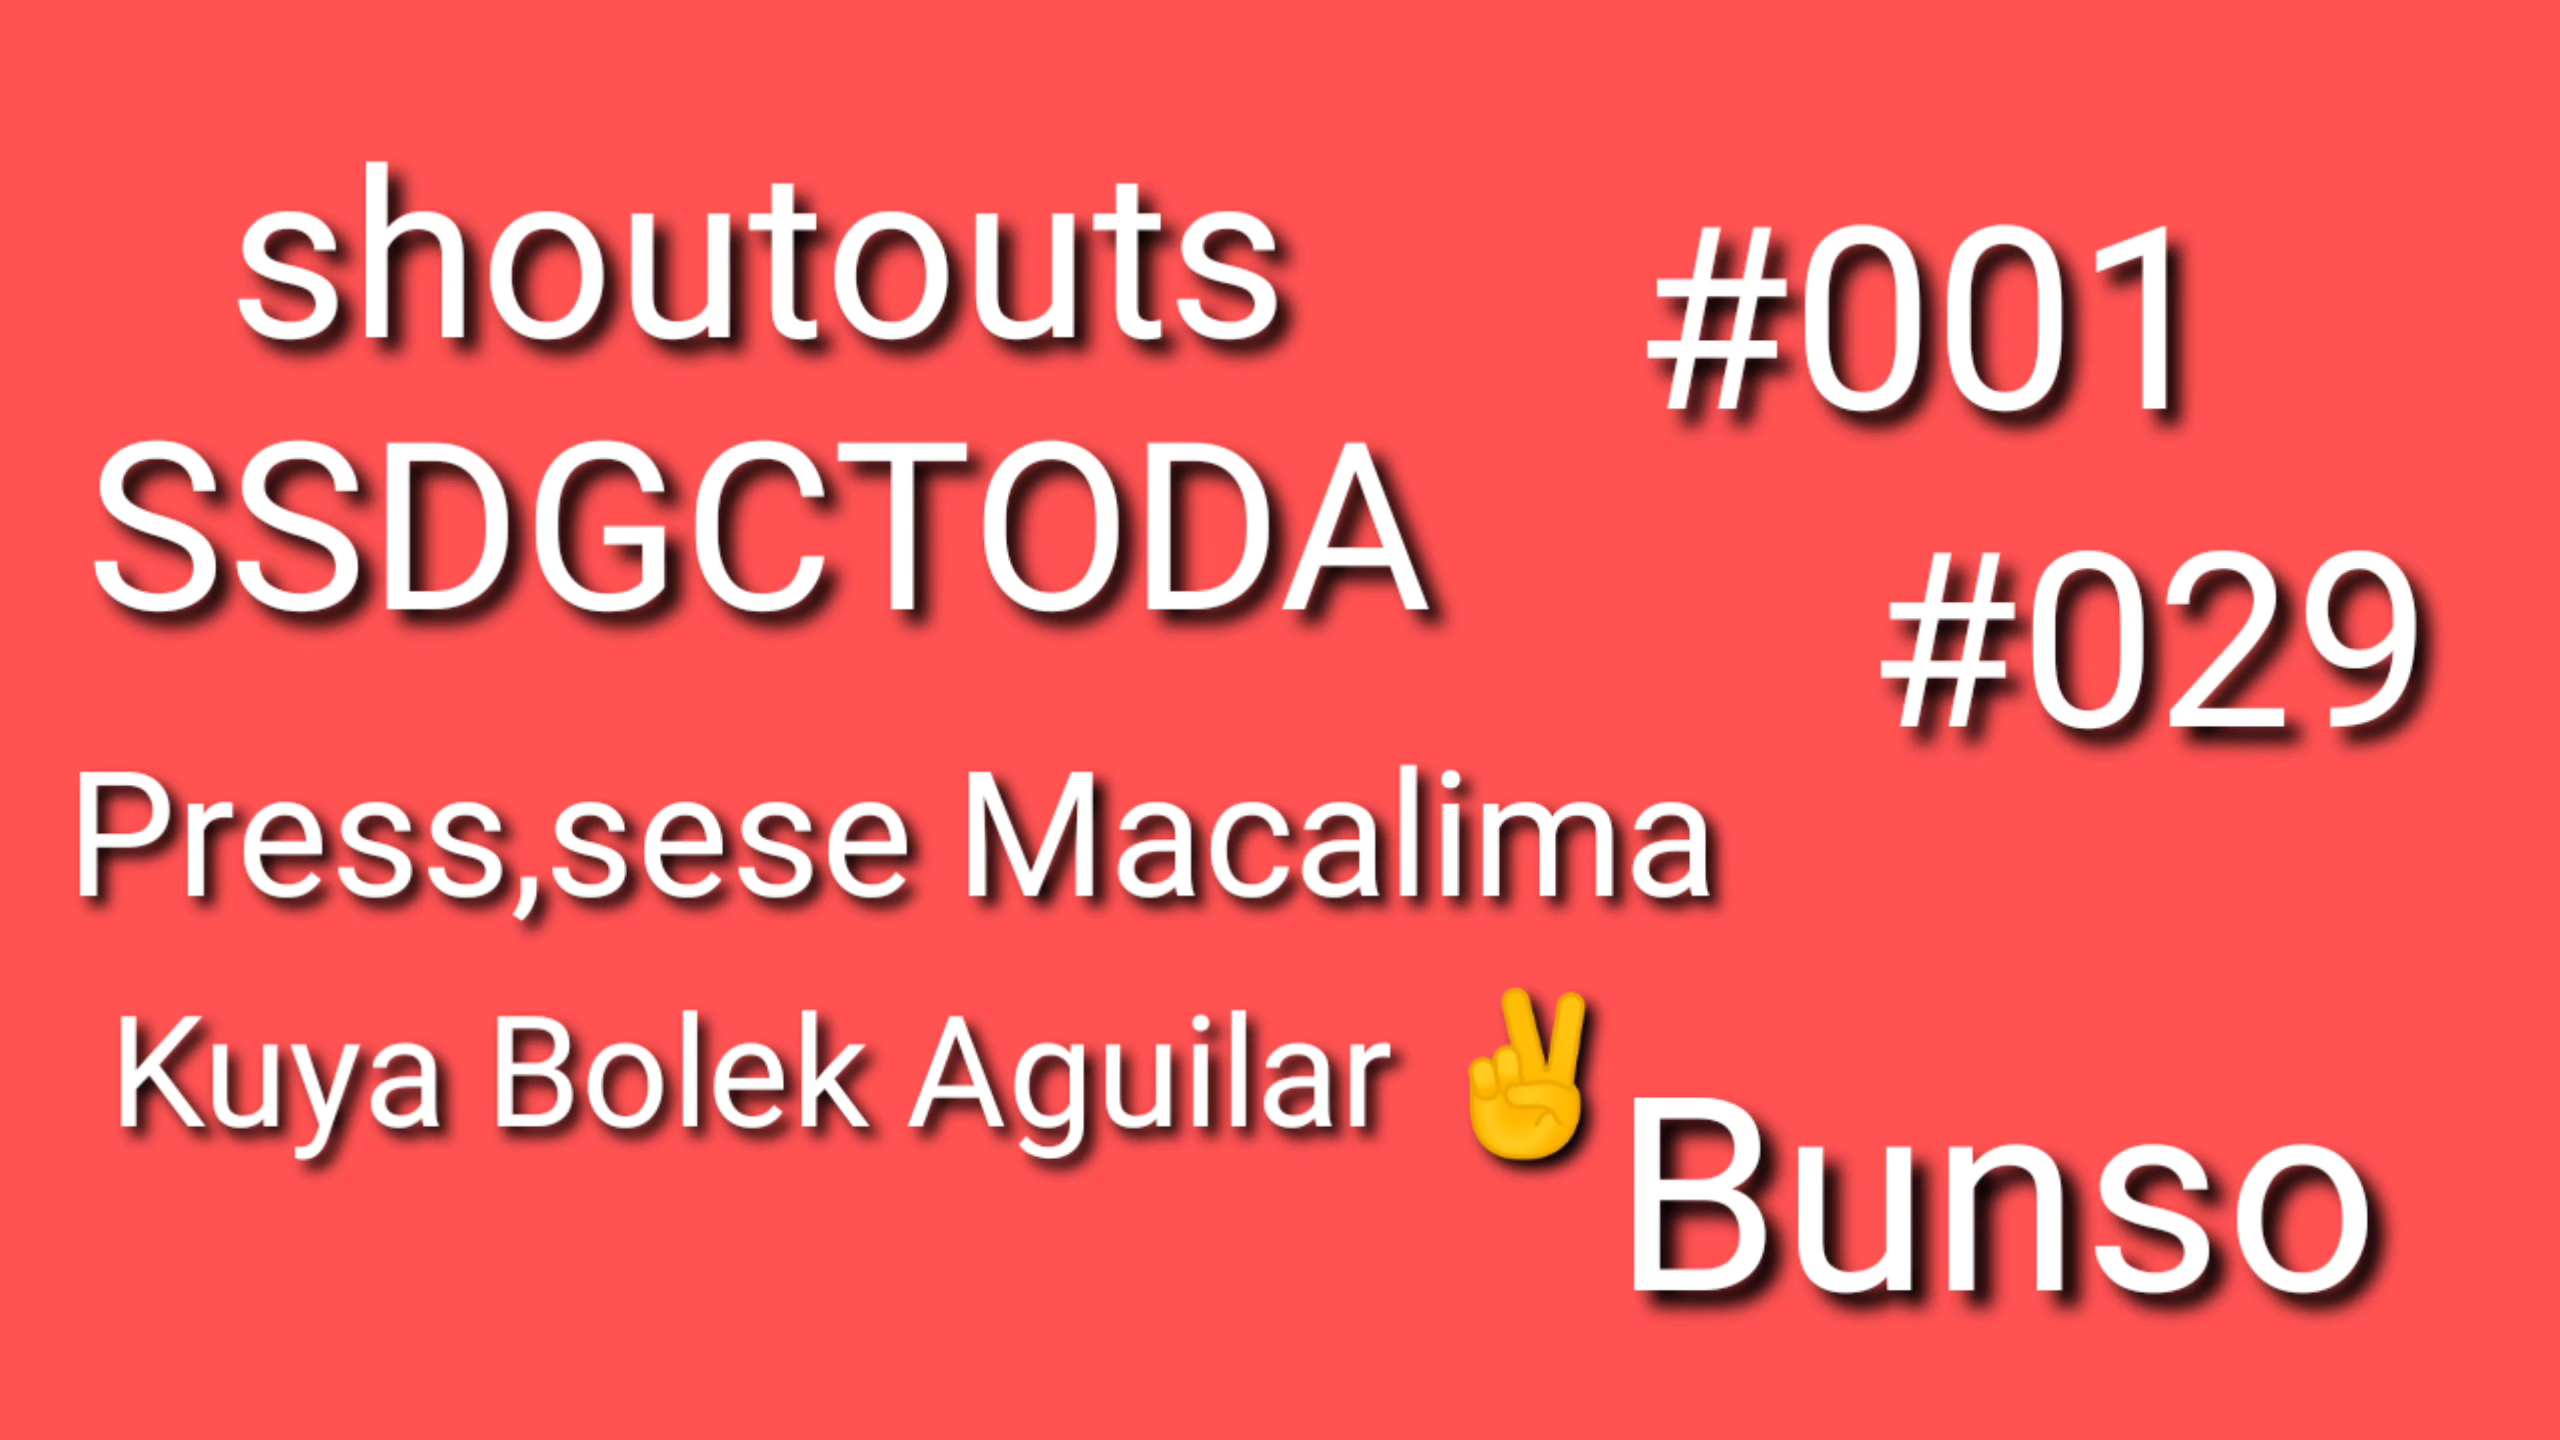 shoutouts
#001
SSDGCTODA
#029
Press,sese Macalima
Kuya Bolek Aguilar ✌
Bunso